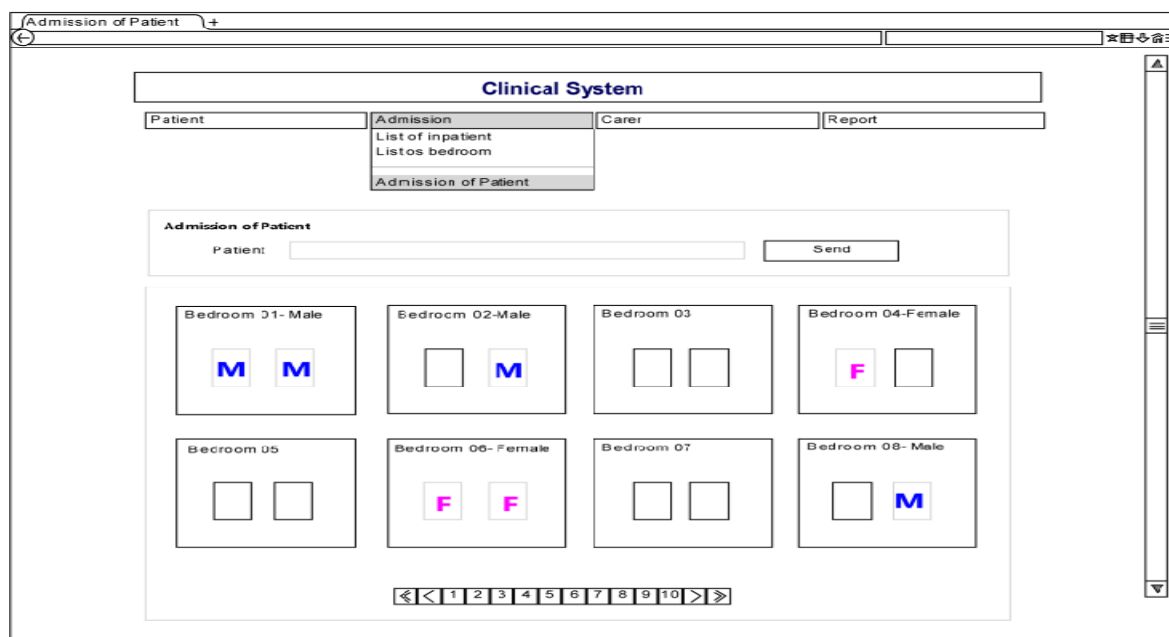 Admission of Patient +
Clinical System
Patient Admission Carer Report
List of inpatient
Listos bedroom
Admission of Patient
Admission of Patient
Patient Send
Bedroom 01- Male Bedroom 02-Male Bedroom 03 Bedroom 04-Female
M M M F
Bedroom 05 Bedroom 06- Female Bedroom 07 Bedroom 08- Male
F F M
1 2 3 4 5 6 7 8 9 10